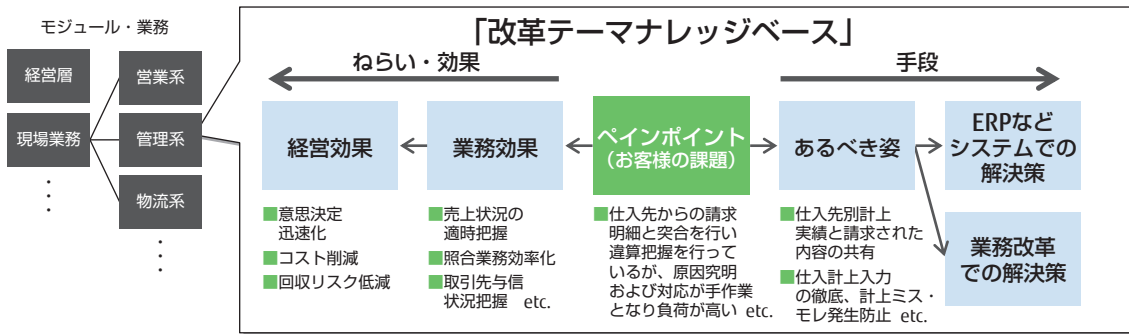 モジュール・業務
経営層
現場業務
・
・
・
営業系
管理系
物流系
・
・
・
「改革テーマナレッジベース」
ねらい・効果
手段
経営効果
■意思決定
迅速化
■コスト削減
■回収リスク低減
業務効果
■売上状況の
適時把握
■照合業務効率化
■取引先与信
状況把握 etc.
ペインポイント
（お客様の課題）
■仕入先からの請求
明細と突合を行い
違算把握を行って
いるが、原因究明
および対応が手作業
となり負荷が高い etc.
あるべき姿
■仕入先別計上
実績と請求された
内容の共有
■仕入計上入力
の徹底、計上ミス・
モレ発生防止 etc.
ERPなど
システムでの
解決策
業務改革
での解決策